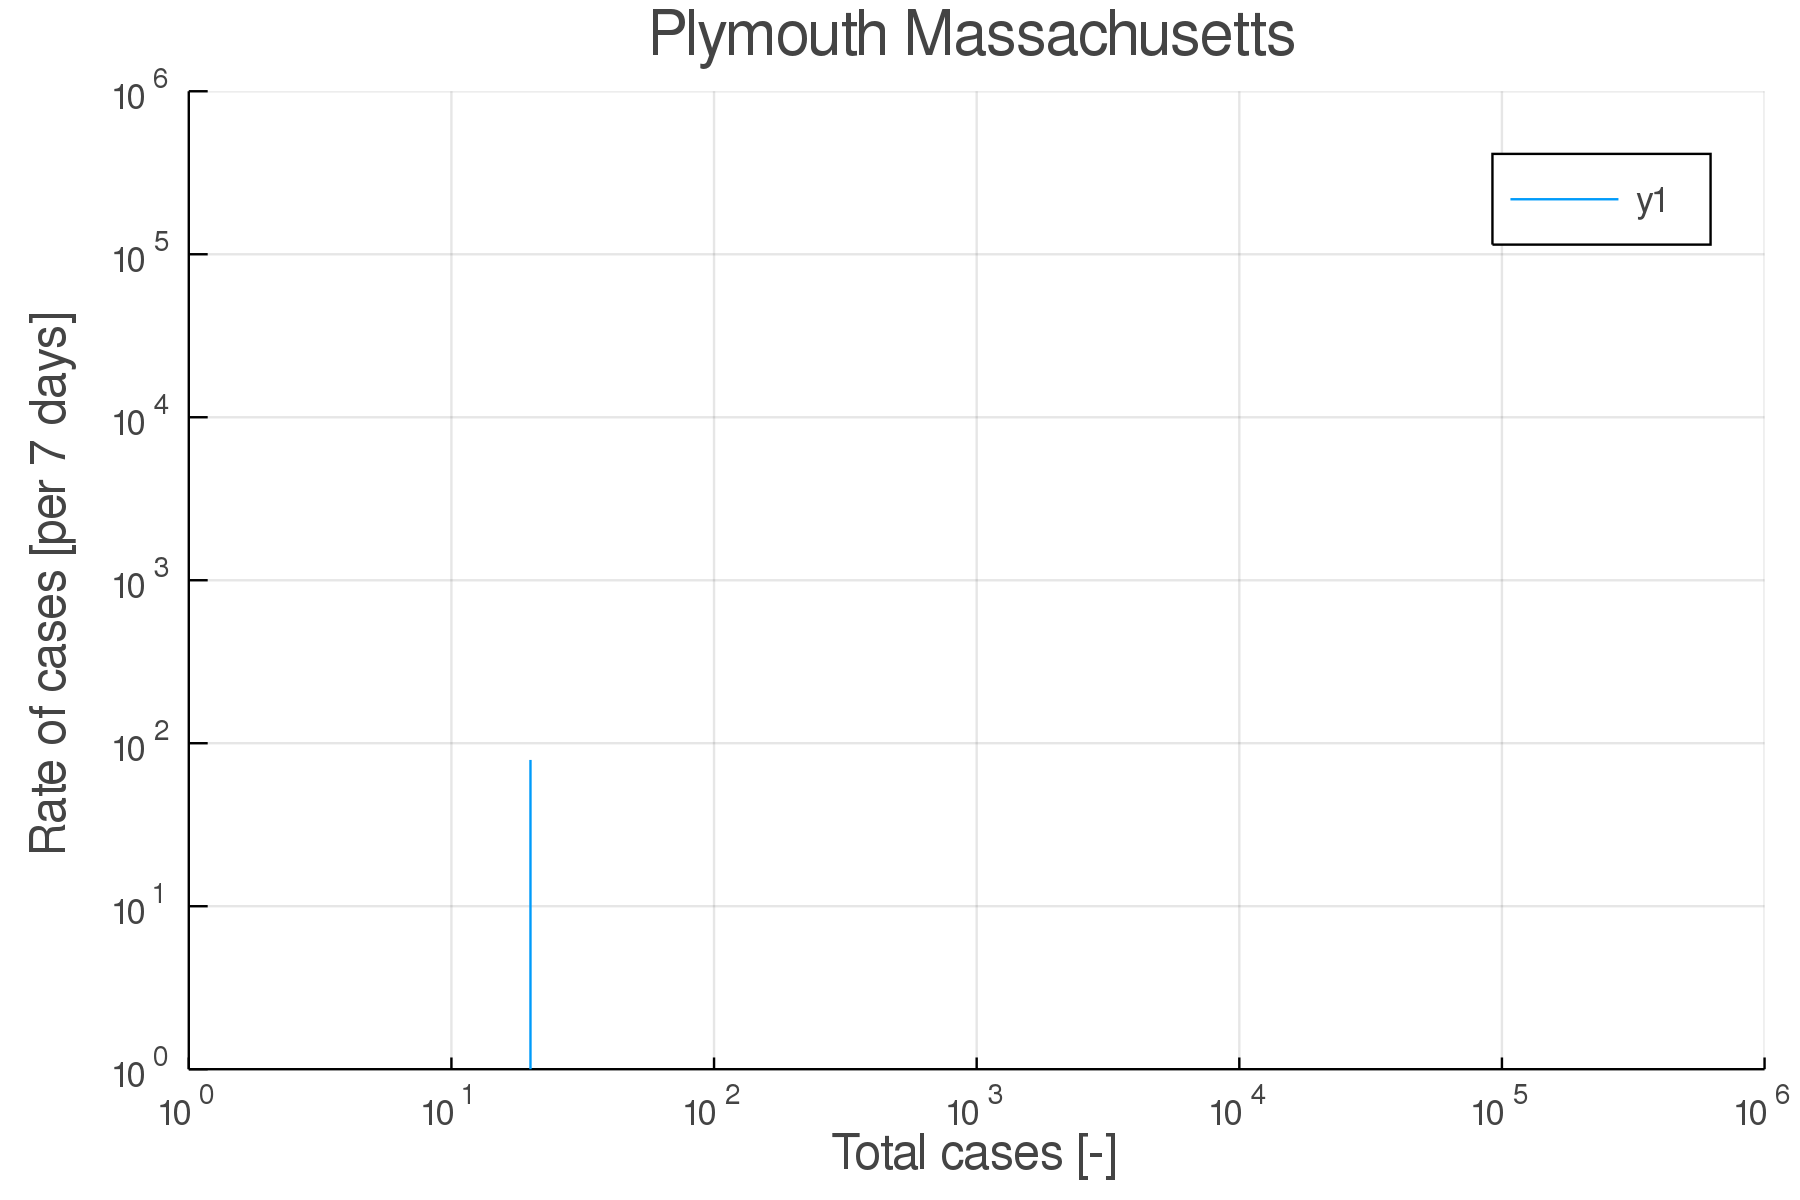 Plymouth Massachusetts
10^6
10^5
10^4
10^3
10^2
10^1
10^0
Rate of cases [per 7 days]
y1
10^0 10^1 10^2 10^3 10^4 10^5 10^6
Total cases [-]